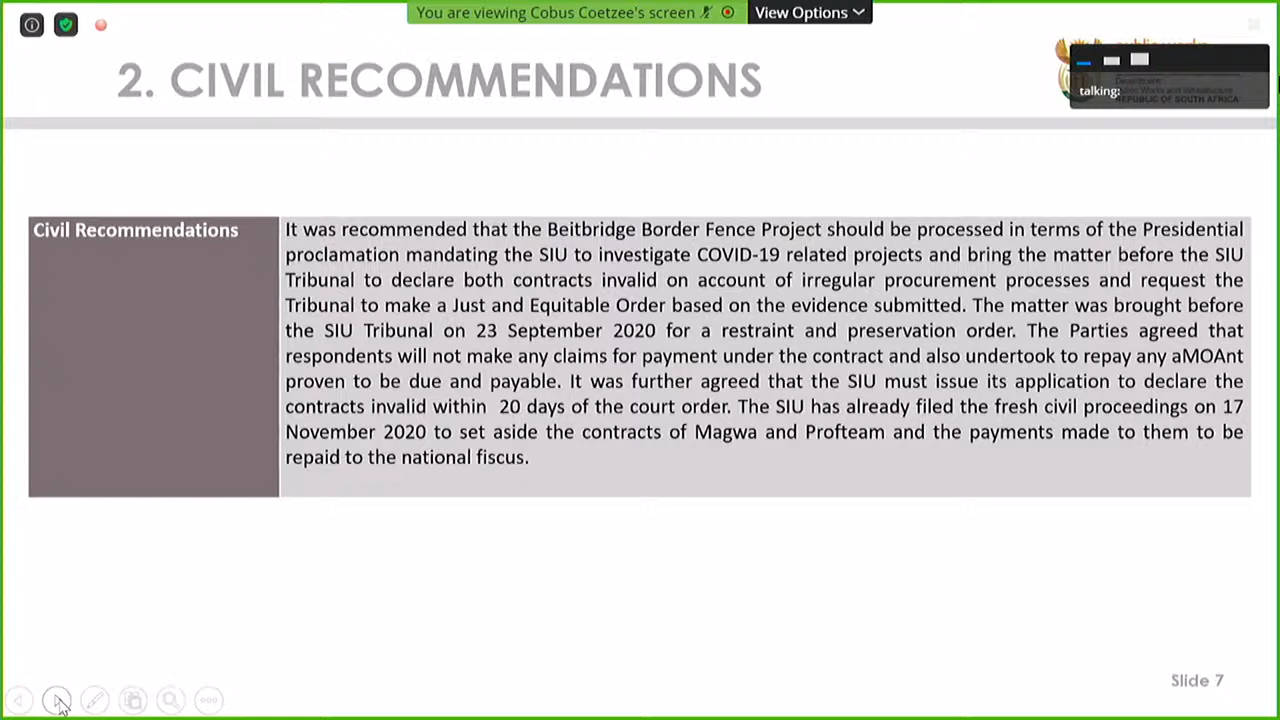 You are viewing Cobus Coetzee's screen
View Options
2. CIVIL RECOMMENDATIONS
talking:
Department:
Public Works and Infrastructure
REPUBLIC OF SOUTH AFRICA
Civil Recommendations
It was recommended that the Beitbridge Border Fence Project should be processed in terms of the Presidential
proclamation mandating the SIU to investigate COVID-19 related projects and bring the matter before the SIU
Tribunal to declare both contracts invalid on account of irregular procurement processes and request the
Tribunal to make a Just and Equitable Order based on the evidence submitted. The matter was brought before
the SIU Tribunal on 23 September 2020 for a restraint and preservation order. The Parties agreed that
respondents will not make any claims for payment under the contract and also undertook to repay any aMOAnt
proven to be due and payable. It was further agreed that the SIU must issue its application to declare the
contracts invalid within 20 days of the court order. The SIU has already filed the fresh civil proceedings on 17
November 2020 to set aside the contracts of Magwa and Profteam and the payments made to them to be
repaid to the national fiscus.
Slide 7